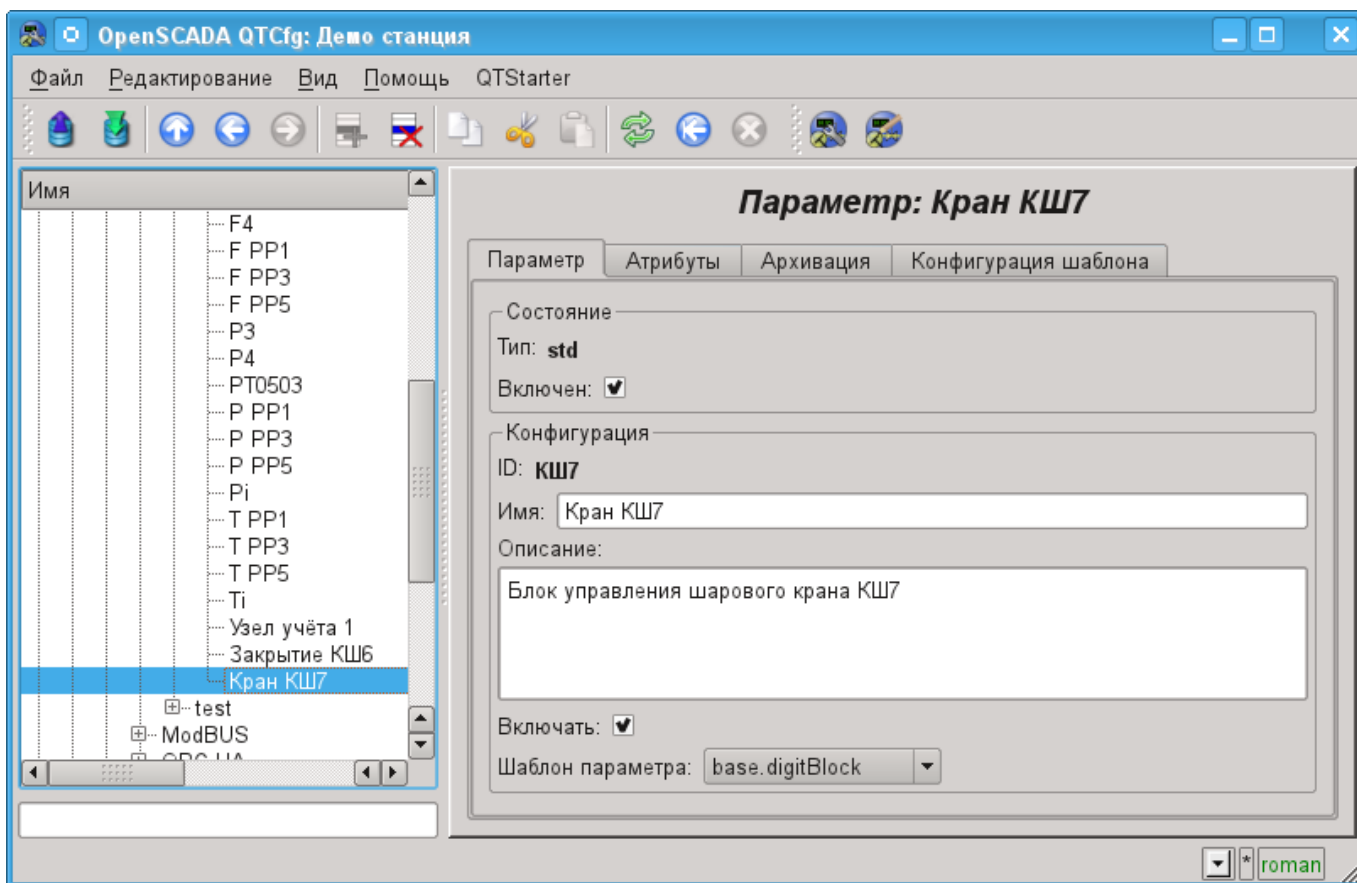 OpenSCADA QTCfg: Демо станция
Файл Редактирование Вид Помощь QTStarter
Имя
F4
F PP1
F PP3
F PP5
P3
P4
PT0503
P PP1
P PP3
P PP5
Pi
T PP1
T PP3
T PP5
Ti
Узел учёта 1
Закрытие КШ6
Кран КШ7
test
ModBUS
Параметр: Кран КШ7
Параметр Атрибуты Архивация Конфигурация шаблона
Состояние
Тип: std
Включен:
Конфигурация
ID: КШ7
Имя: Кран КШ7
Описание:
Блок управления шарового крана КШ7
Включать:
Шаблон параметра: base.digitBlock
* roman